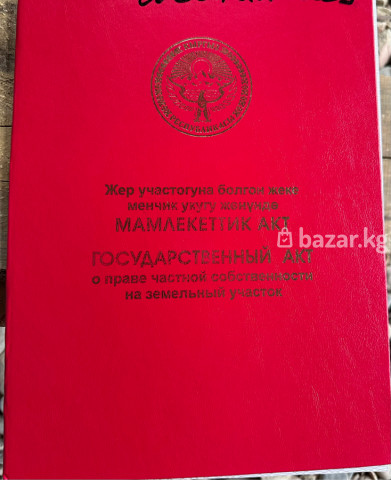 Жер участогуна болгон жеке
менчик укугу жөнүндө
МАМЛЕКЕТТИК АКТ
ГОСУДАРСТВЕННЫЙ АКТ
о праве частной собственности
на земельный участок
bazar.kg